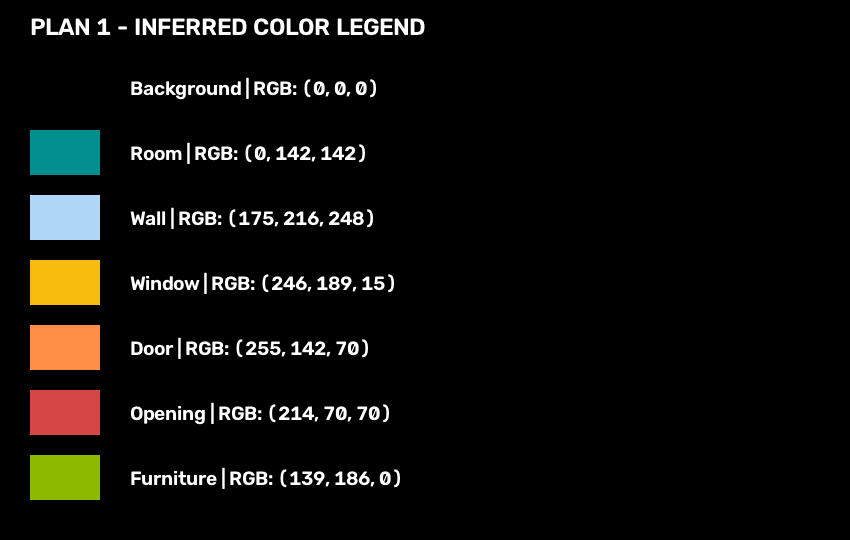 PLAN 1 - INFERRED COLOR LEGEND
Background | RGB: (0, 0, 0)
Room | RGB: (0, 142, 142)
Wall | RGB: (175, 216, 248)
Window | RGB: (246, 189, 15)
Door | RGB: (255, 142, 70)
Opening | RGB: (214, 70, 70)
Furniture | RGB: (139, 186, 0)